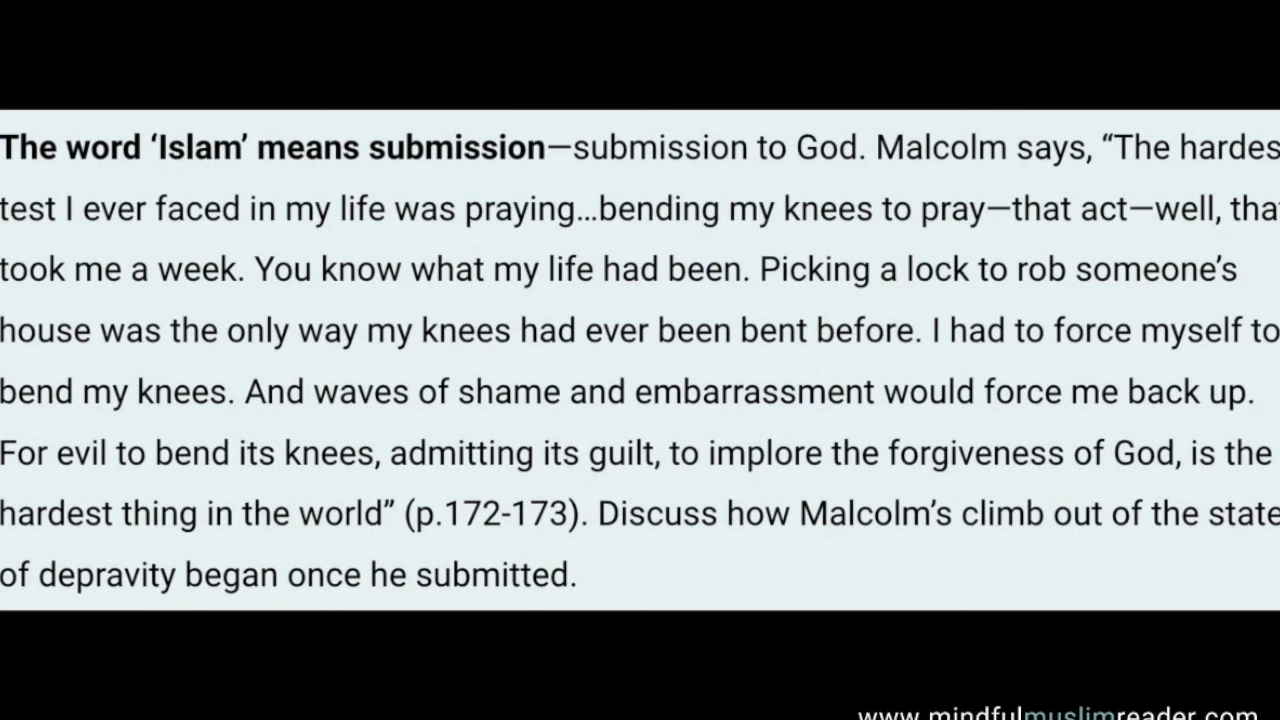 The word ‘Islam’ means submission—submission to God. Malcolm says, “The hardes
test I ever faced in my life was praying...bending my knees to pray—that act—well, tha
took me a week. You know what my life had been. Picking a lock to rob someone’s
house was the only way my knees had ever been bent before. I had to force myself to
bend my knees. And waves of shame and embarrassment would force me back up.
For evil to bend its knees, admitting its guilt, to implore the forgiveness of God, is the
hardest thing in the world” (p.172-173). Discuss how Malcolm’s climb out of the state
of depravity began once he submitted.
www.mindfulmuslimreader.com